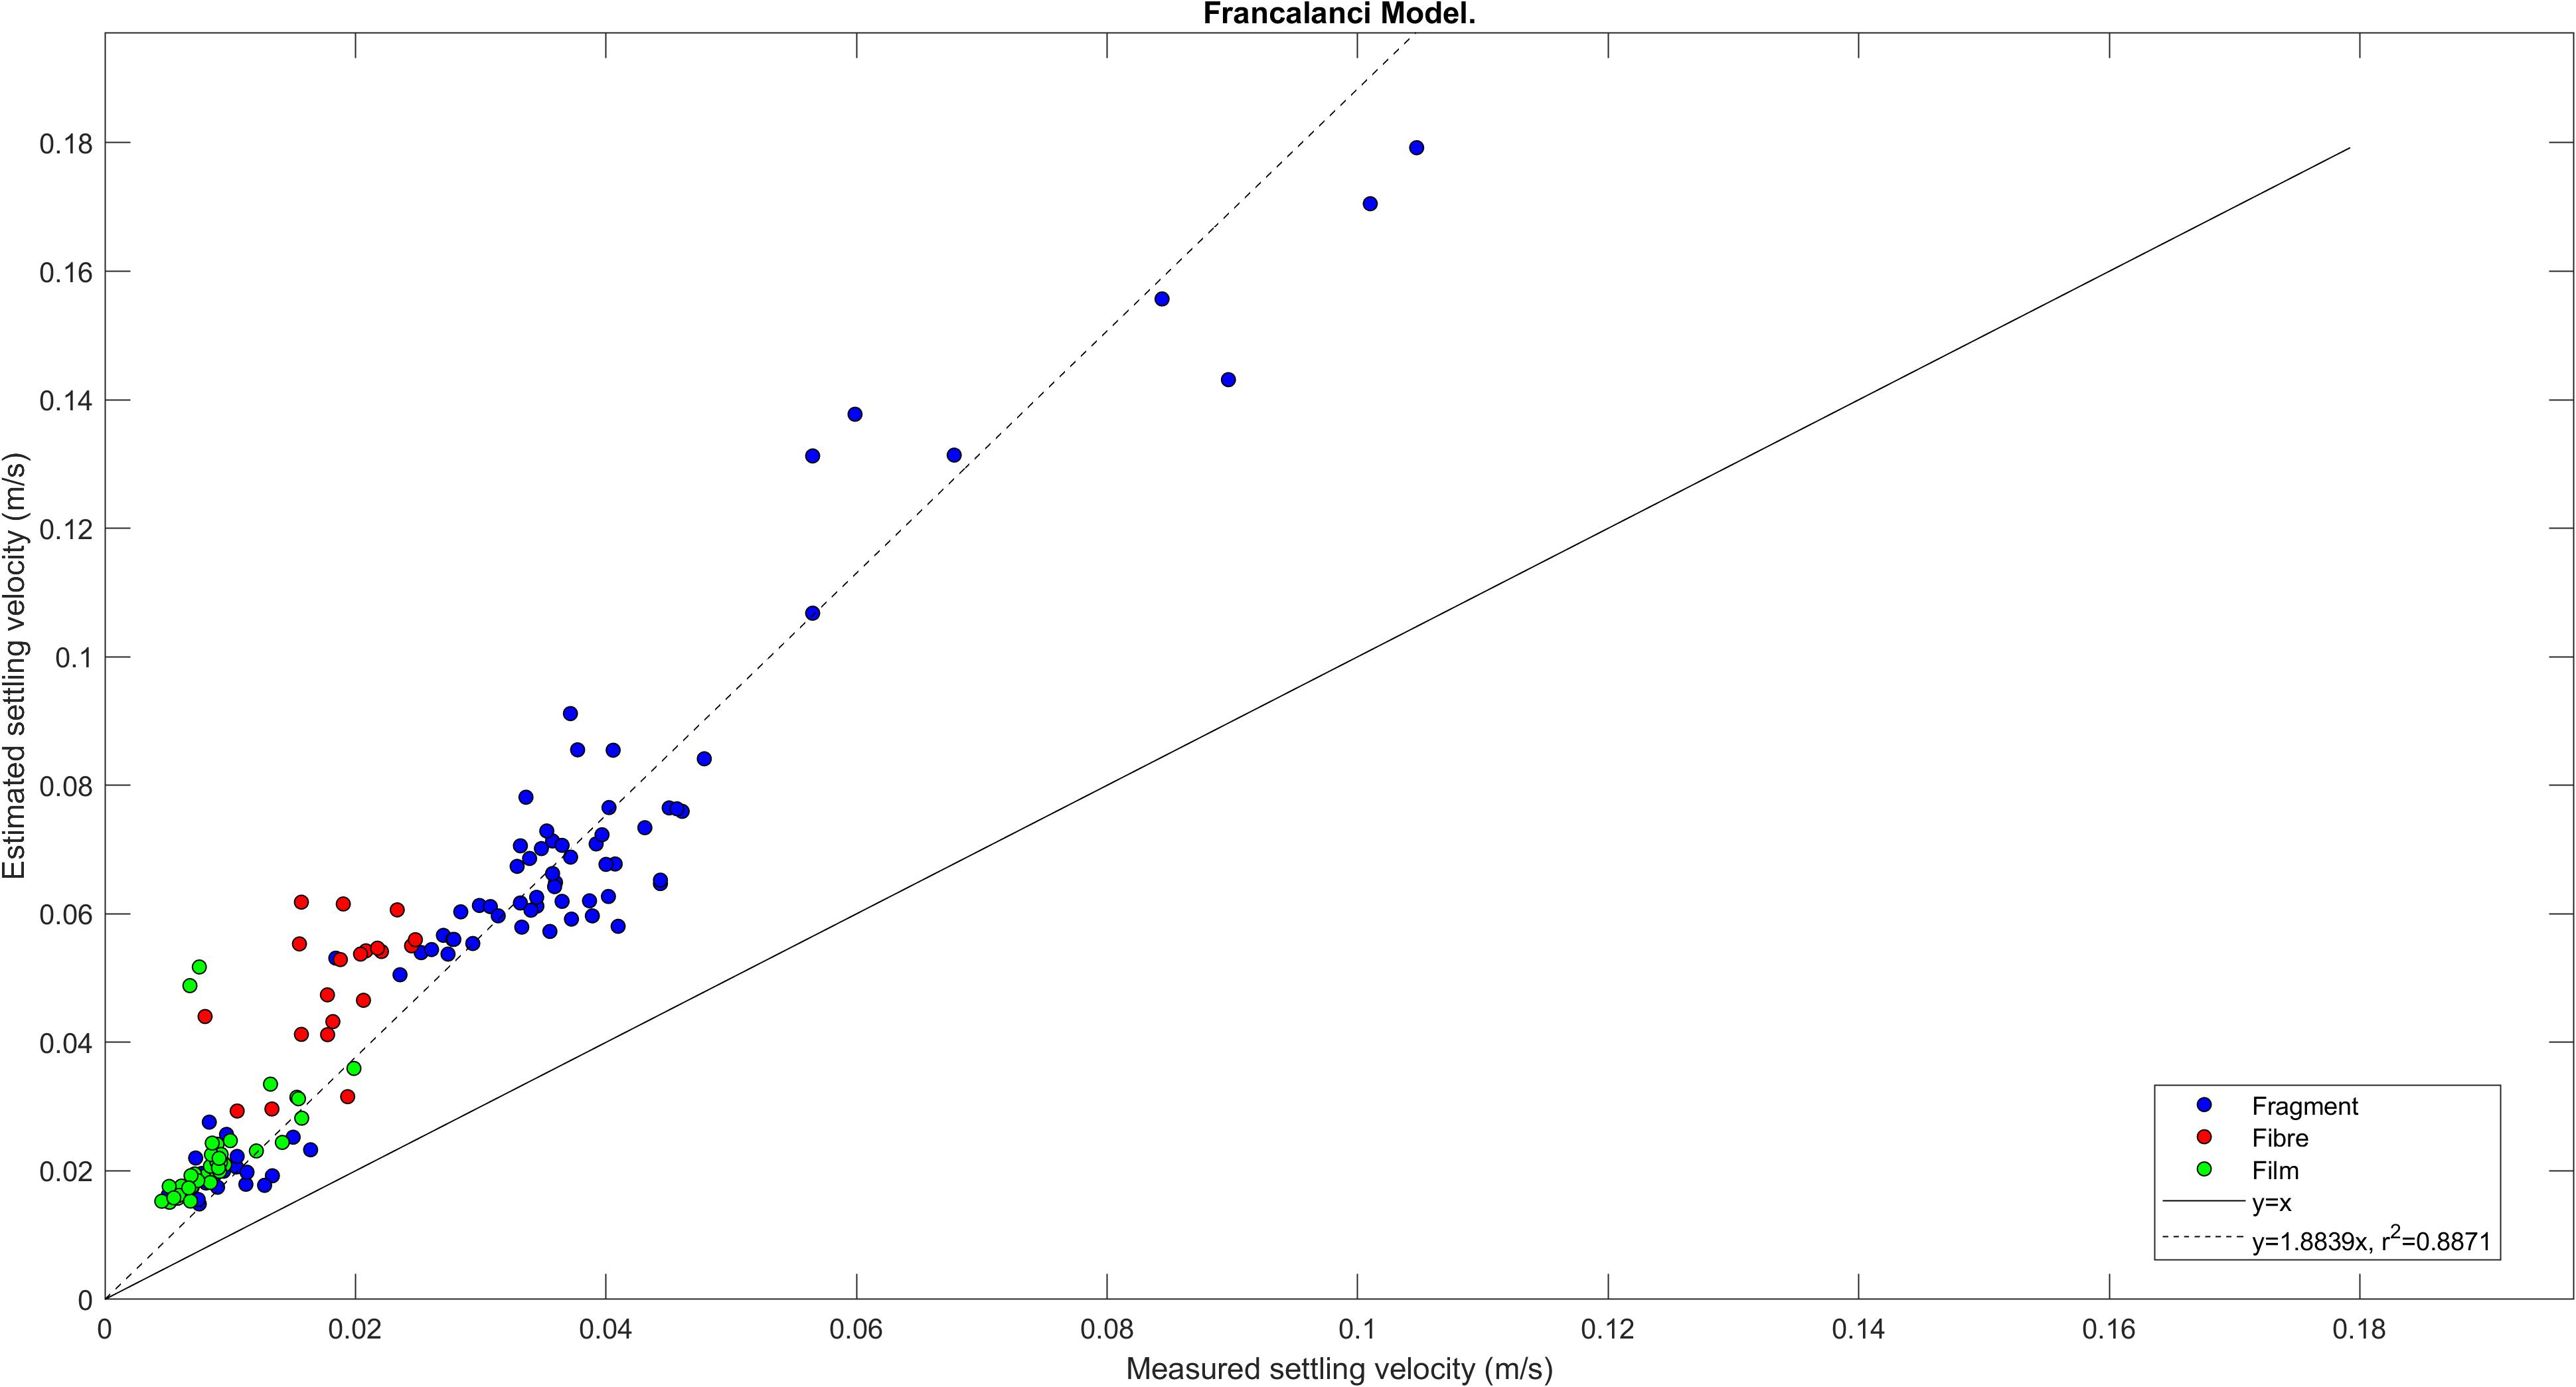 Francalanci Model.
Estimated settling velocity (m/s)
0.18
0.16
0.14
0.12
0.1
0.08
0.06
0.04
0.02
0
0 0.02 0.04 0.06 0.08 0.1 0.12 0.14 0.16 0.18
Measured settling velocity (m/s)
Fragment
Fibre
Film
y=x
y=1.8839x, r²=0.8871